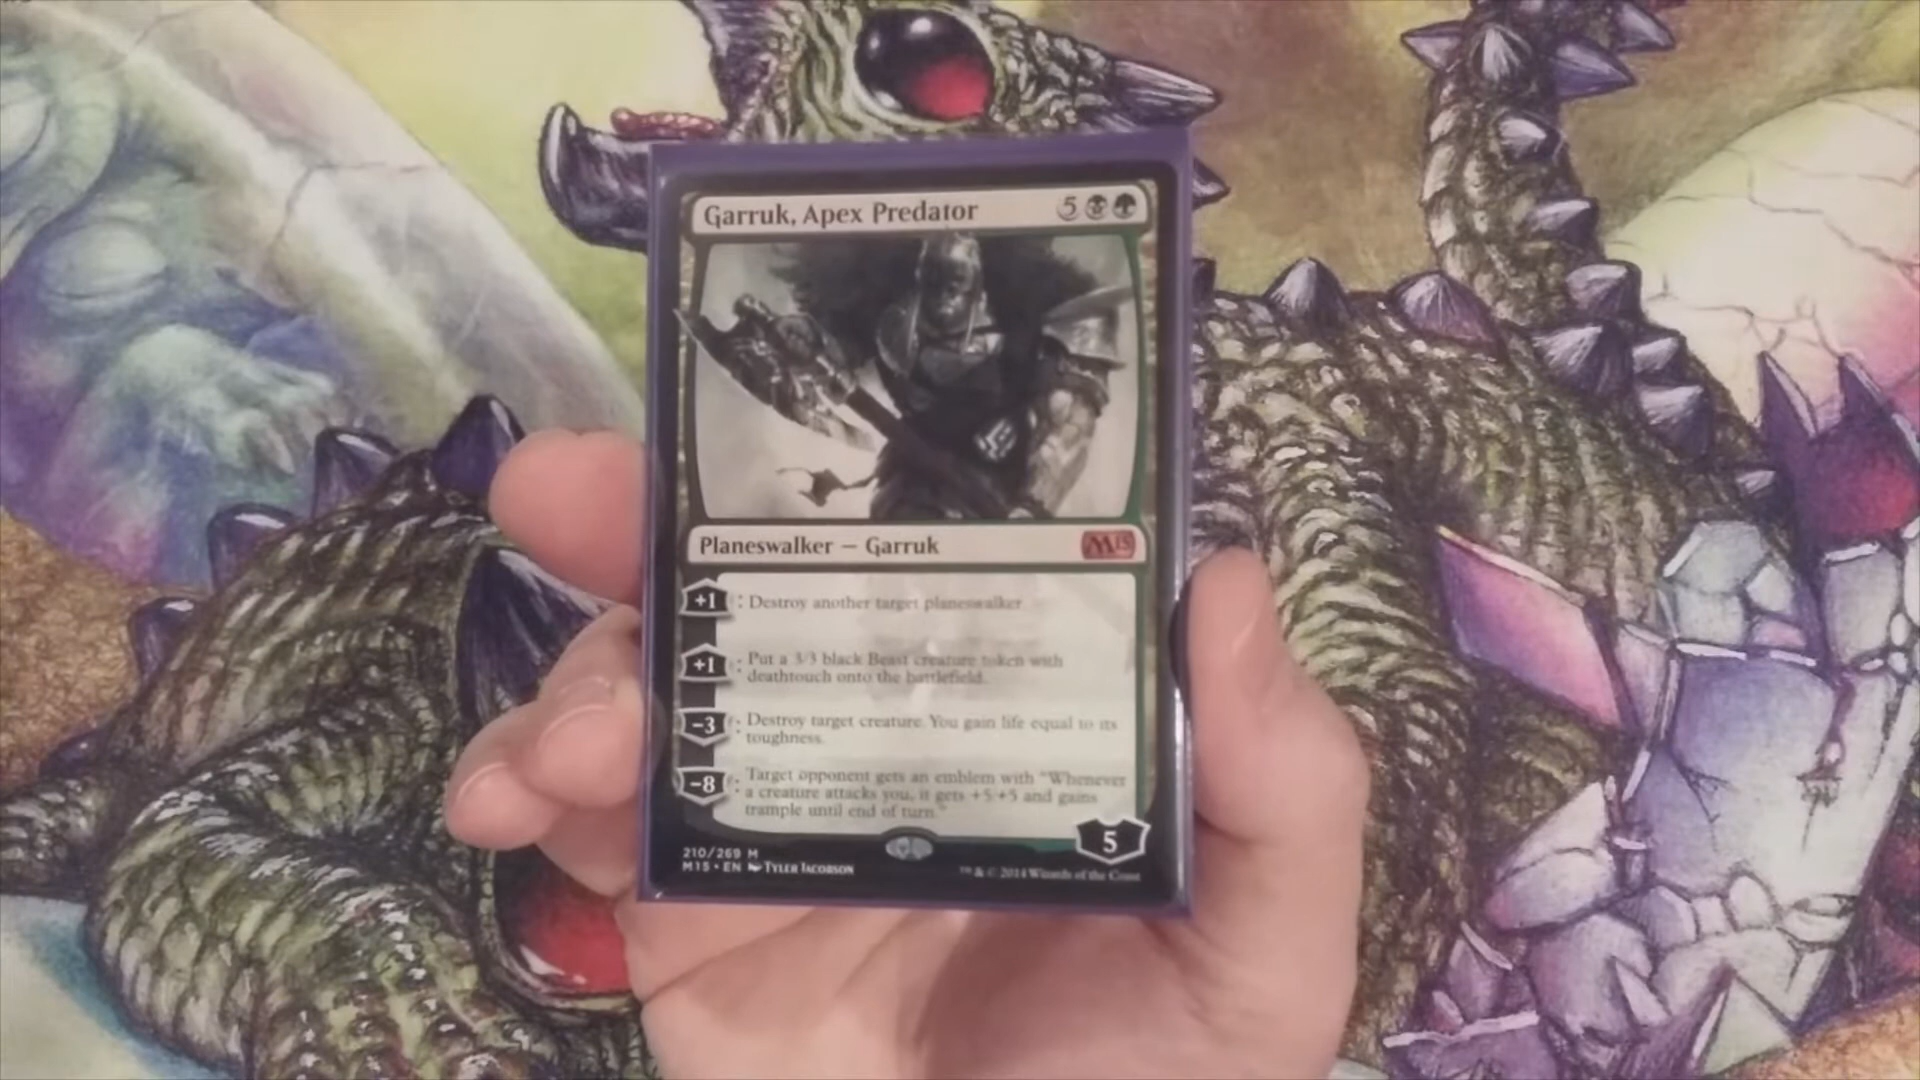 Garruk, Apex Predator 5
Planeswalker — Garruk M15
+1 : Destroy another target planeswalker.
+1 : Put a 3/3 black Beast creature token with
deathtouch onto the battlefield.
-3 : Destroy target creature. You gain life equal to its
toughness.
-8 : Target opponent gets an emblem with "Whenever
a creature attacks you, it gets +5/+5 and gains
trample until end of turn."
5
210/269 M
M15 • EN Tyler Jacobson
™ & © 2014 Wizards of the Coast